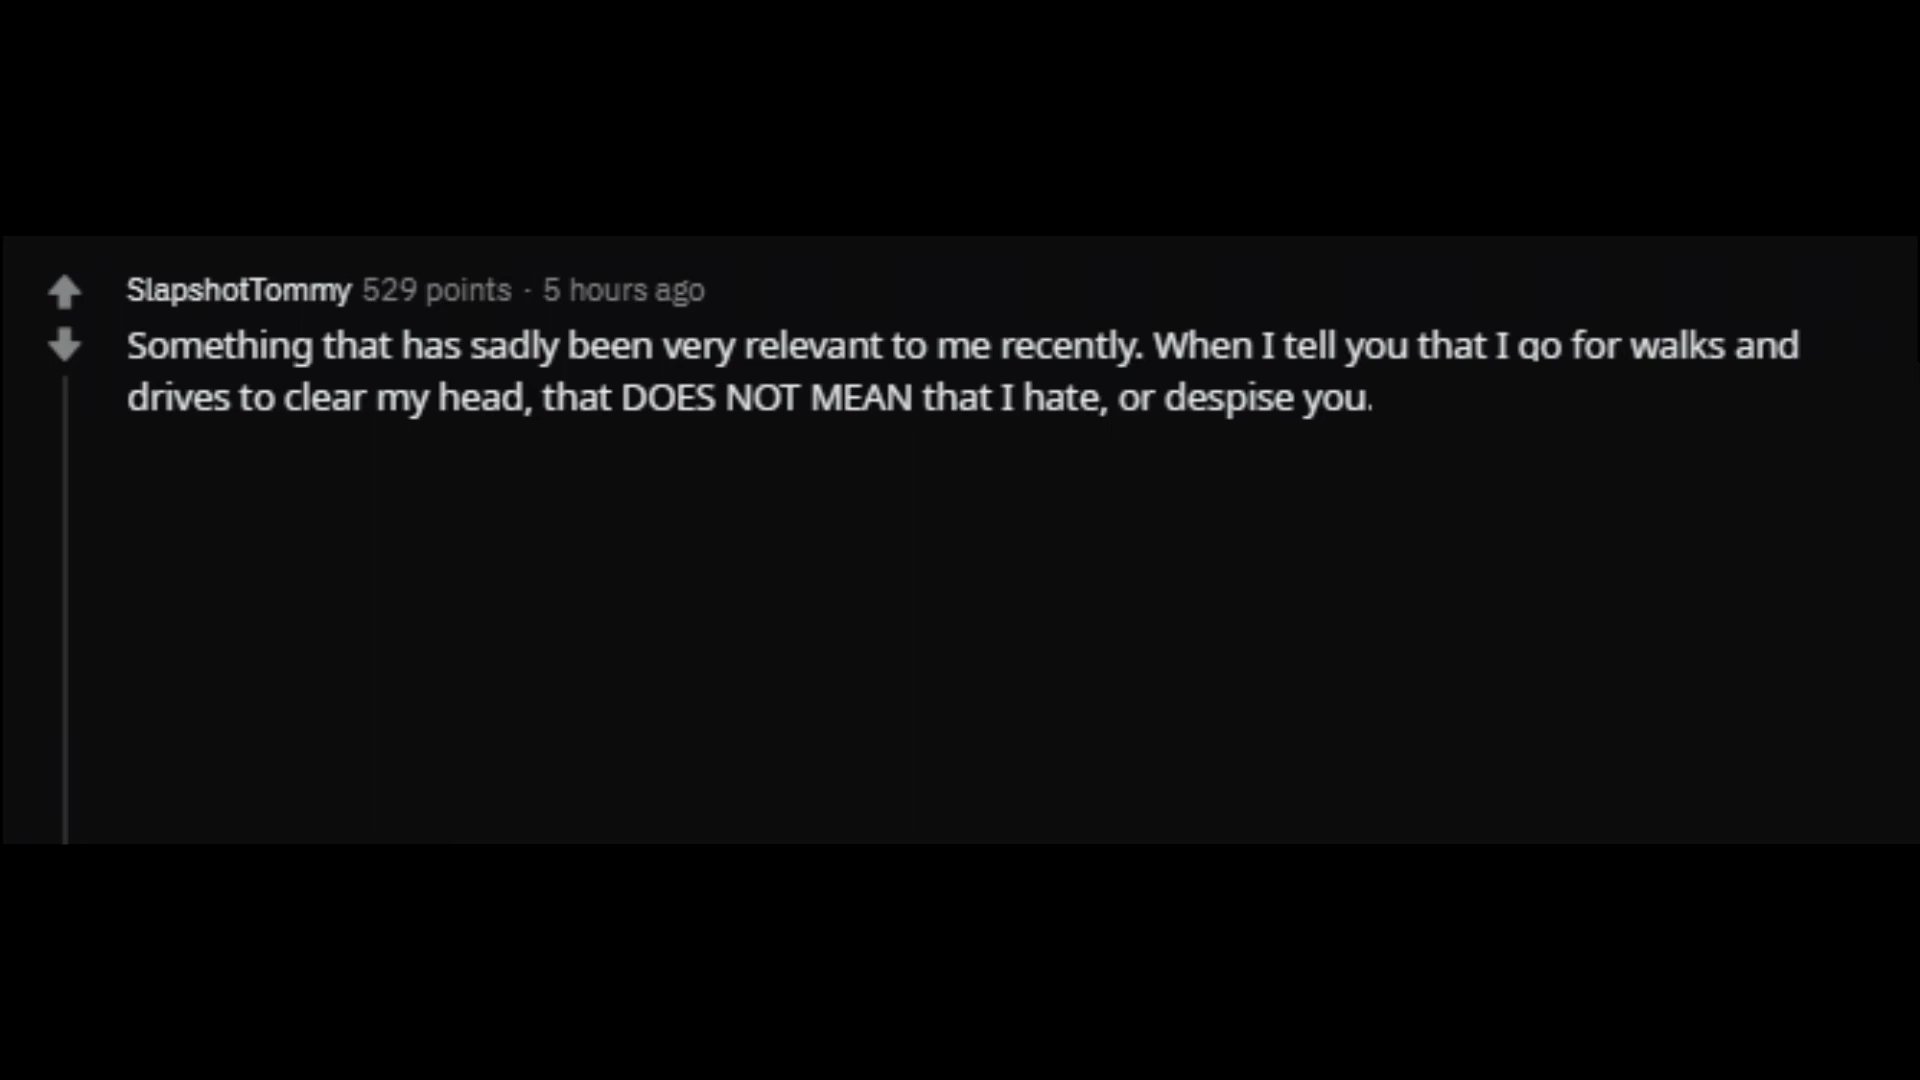 SlapshotTommy 529 points · 5 hours ago
Something that has sadly been very relevant to me recently. When I tell you that I go for walks and
drives to clear my head, that DOES NOT MEAN that I hate, or despise you.